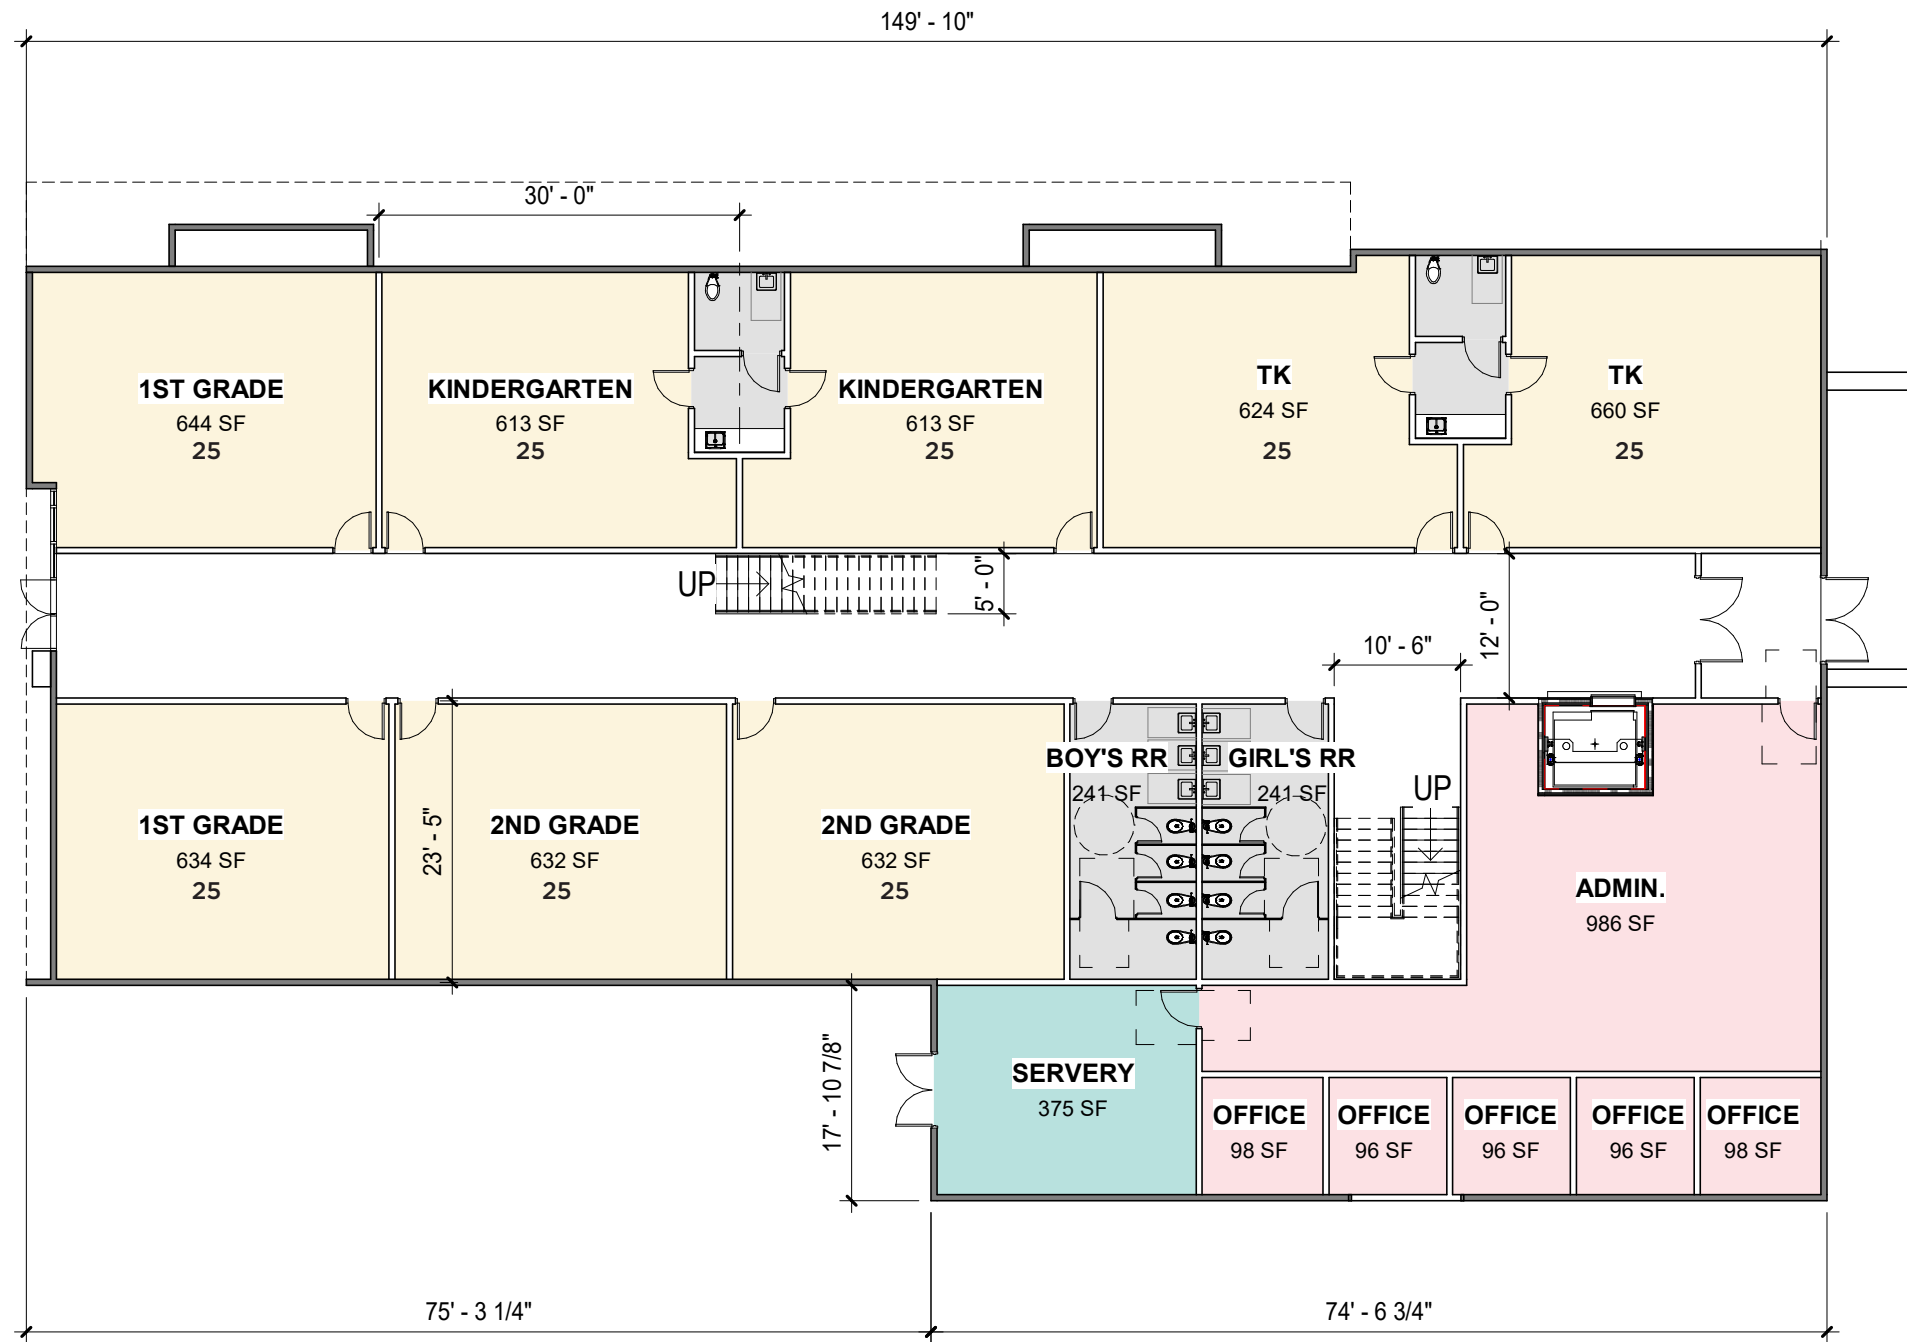 149' - 10"
30' - 0"
1ST GRADE
644 SF
25
KINDERGARTEN
613 SF
25
KINDERGARTEN
613 SF
25
TK
624 SF
25
TK
660 SF
25
UP
5' - 0"
12' - 0"
10' - 6"
1ST GRADE
634 SF
25
23' - 5"
2ND GRADE
632 SF
25
2ND GRADE
632 SF
25
BOY'S RR
241 SF
GIRL'S RR
241 SF
UP
ADMIN.
986 SF
17' - 10 7/8"
SERVERY
375 SF
OFFICE
98 SF
OFFICE
96 SF
OFFICE
96 SF
OFFICE
96 SF
OFFICE
98 SF
75' - 3 1/4"
74' - 6 3/4"